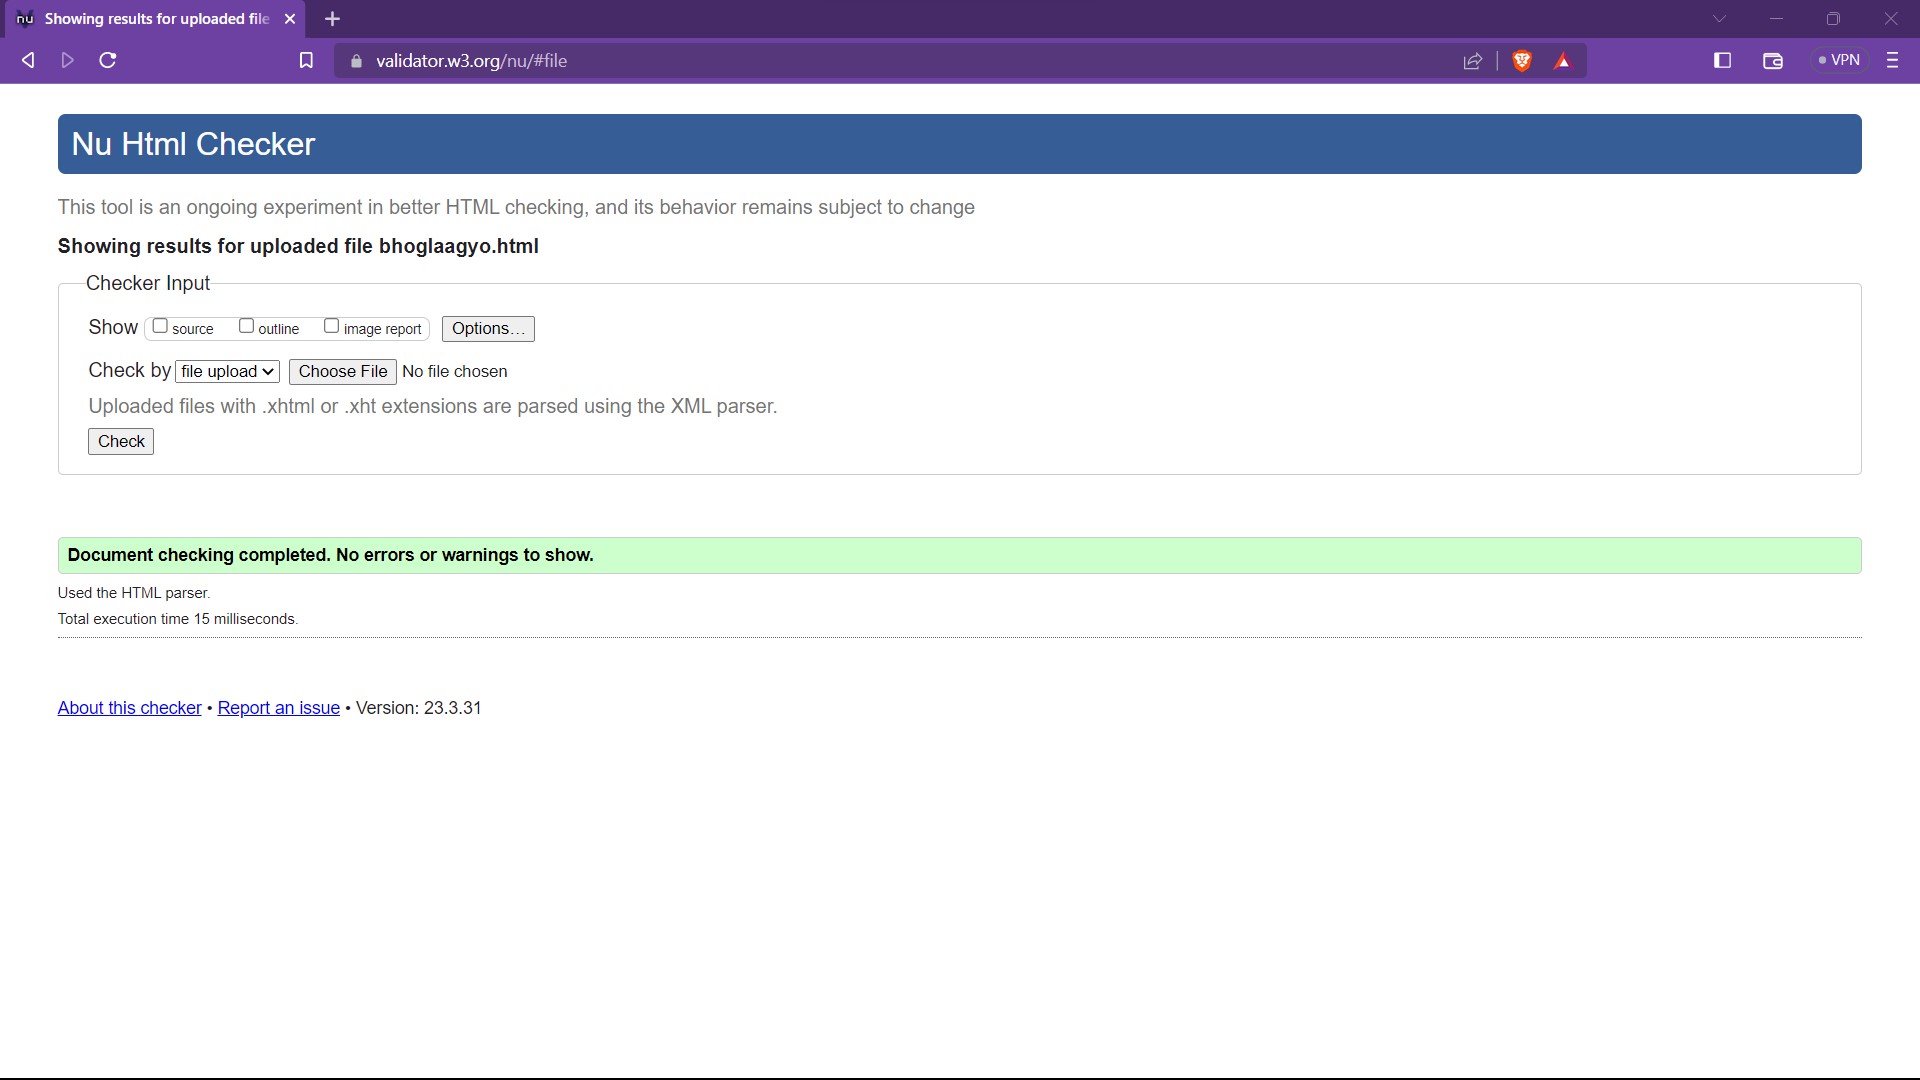 nu Showing results for uploaded file
validator.w3.org/nu/#file
VPN
Nu Html Checker
This tool is an ongoing experiment in better HTML checking, and its behavior remains subject to change
Showing results for uploaded file bhoglaagyo.html
Checker Input
Show source outline image report Options...
Check by file upload Choose File No file chosen
Uploaded files with .xhtml or .xht extensions are parsed using the XML parser.
Check
Document checking completed. No errors or warnings to show.
Used the HTML parser.
Total execution time 15 milliseconds.
About this checker • Report an issue • Version: 23.3.31